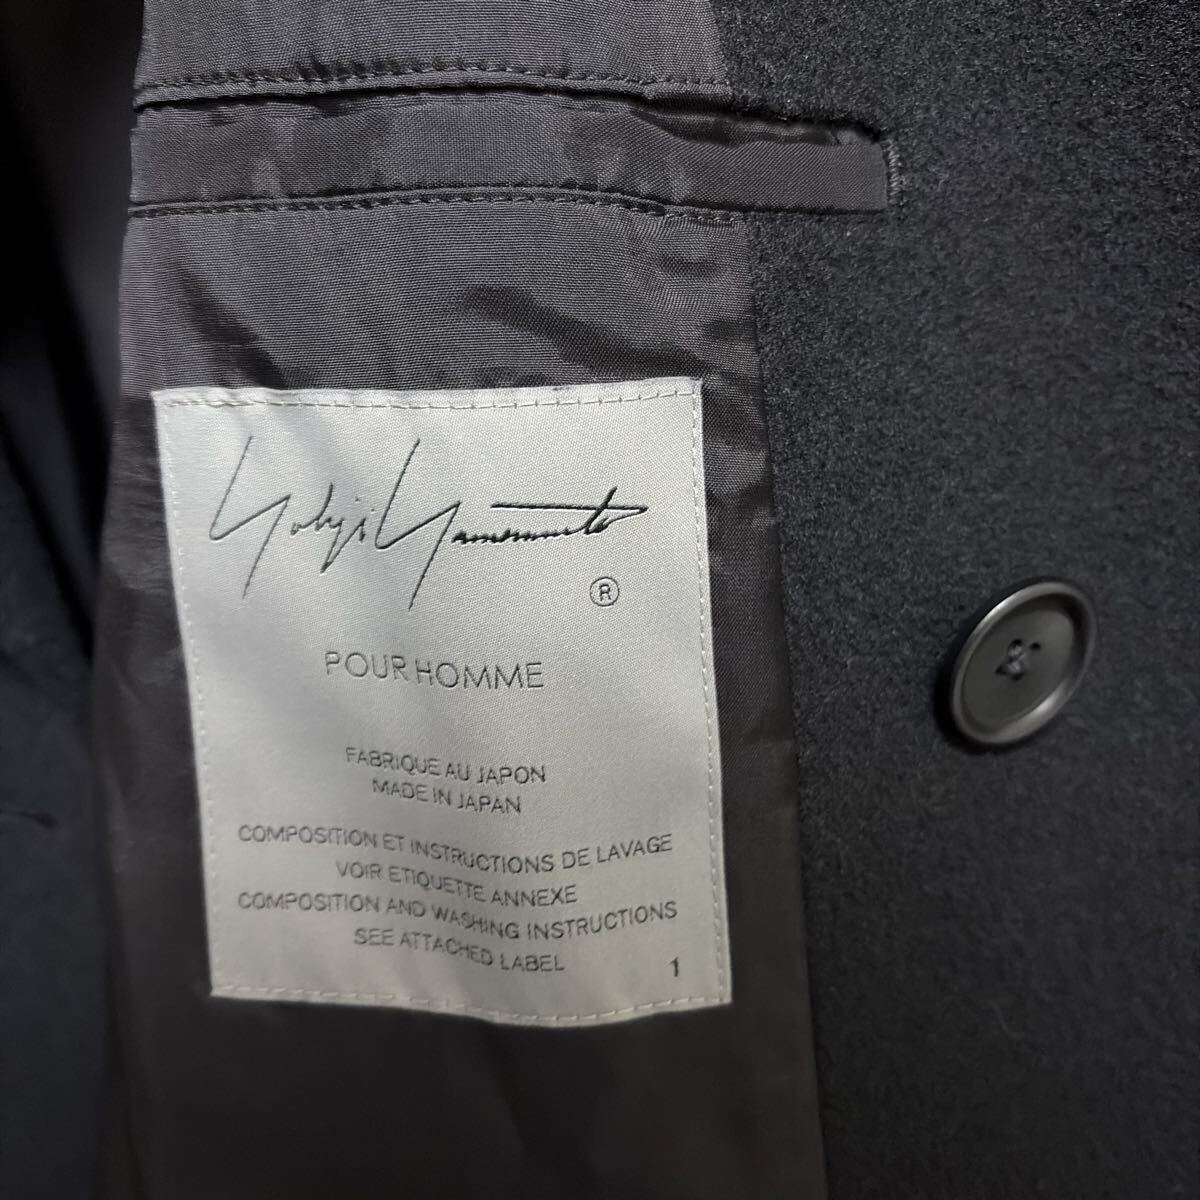 Yohji Yamamoto
®
POUR HOMME
FABRIQUE AU JAPON
MADE IN JAPAN
COMPOSITION ET INSTRUCTIONS DE LAVAGE
VOIR ETIQUETTE ANNEXE
COMPOSITION AND WASHING INSTRUCTIONS
SEE ATTACHED LABEL
1